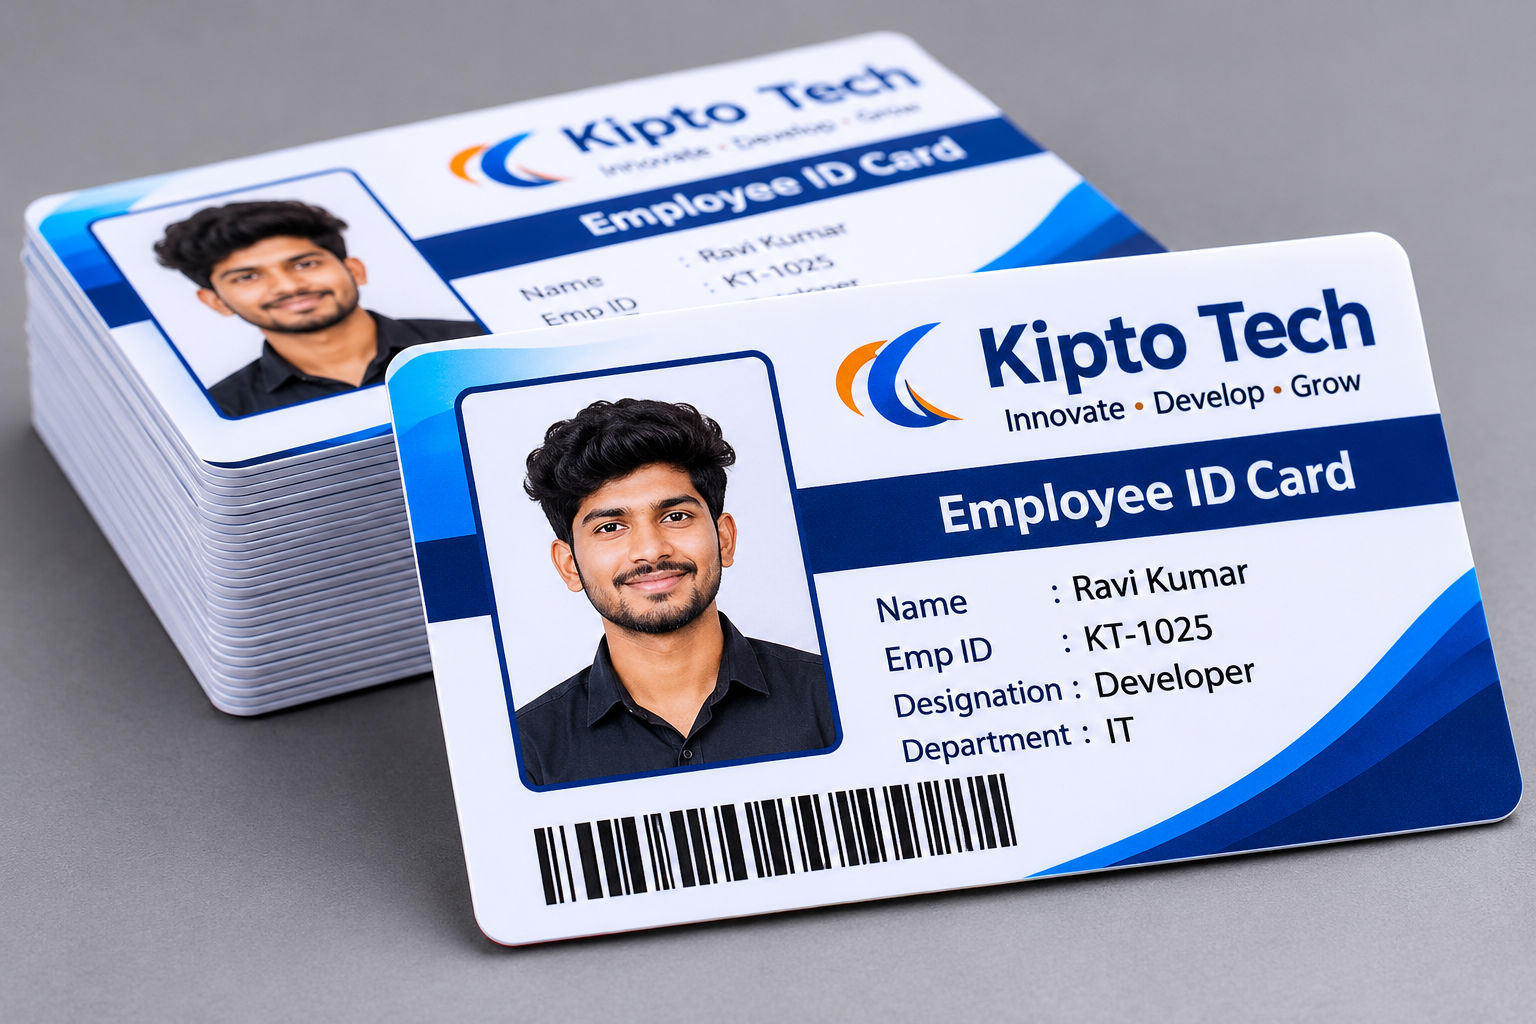 Kipto Tech
Innovate • Develop • Grow
Employee ID Card
Name : Ravi Kumar
Emp ID : KT-1025
Kipto Tech
Innovate • Develop • Grow
Employee ID Card
Name : Ravi Kumar
Emp ID : KT-1025
Designation : Developer
Department : IT